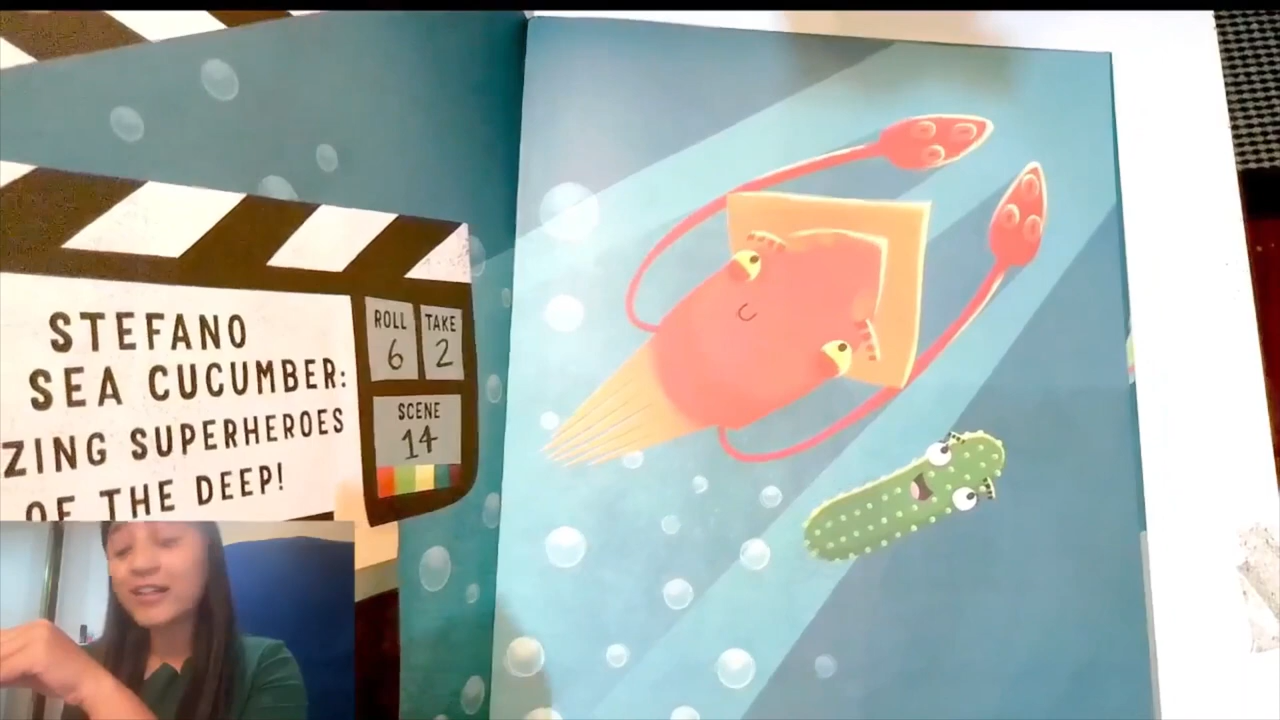 STEFANO
SEA CUCUMBER:
ZING SUPERHEROES
OF THE DEEP!
ROLL
6
TAKE
2
SCENE
14